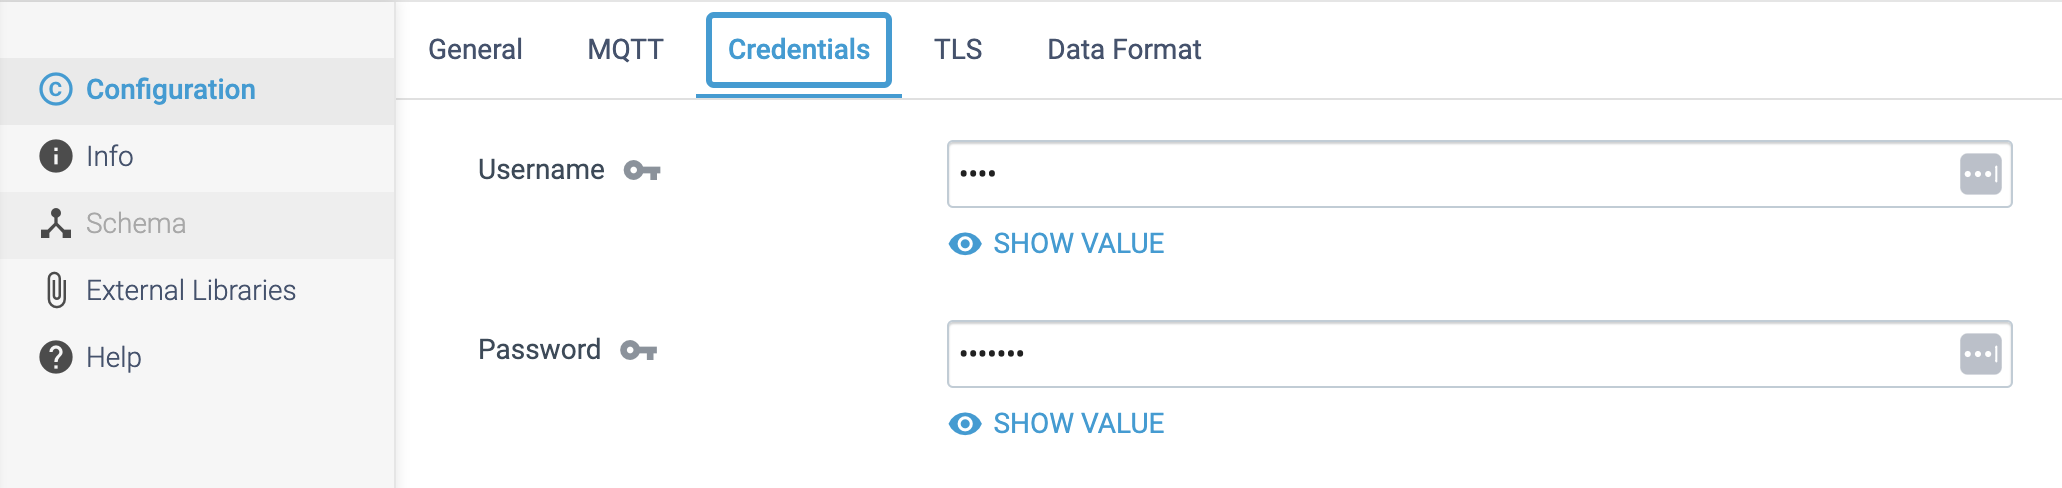 General MQTT Credentials TLS Data Format
Configuration
Info
Schema
External Libraries
Help
Username
••••
SHOW VALUE
Password
•••••••
SHOW VALUE